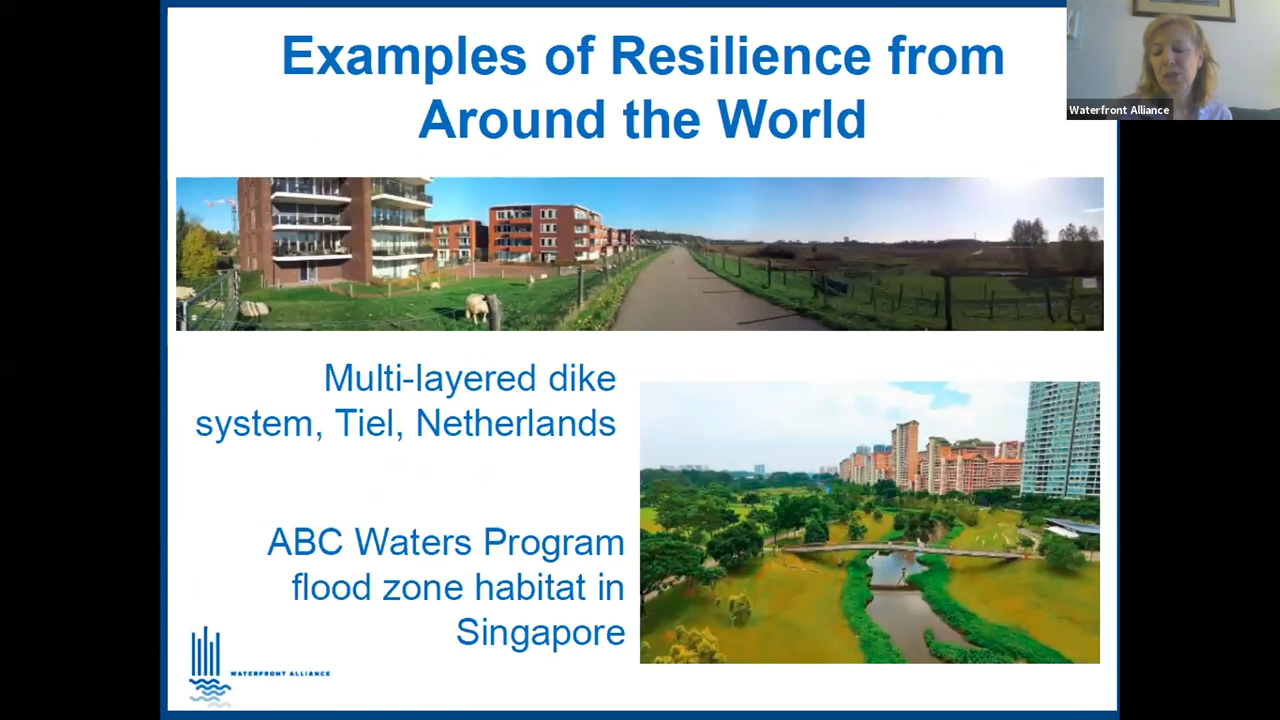 Examples of Resilience from
Around the World
Waterfront Alliance
Multi-layered dike
system, Tiel, Netherlands
ABC Waters Program
flood zone habitat in
Singapore
WATERFRONT ALLIANCE